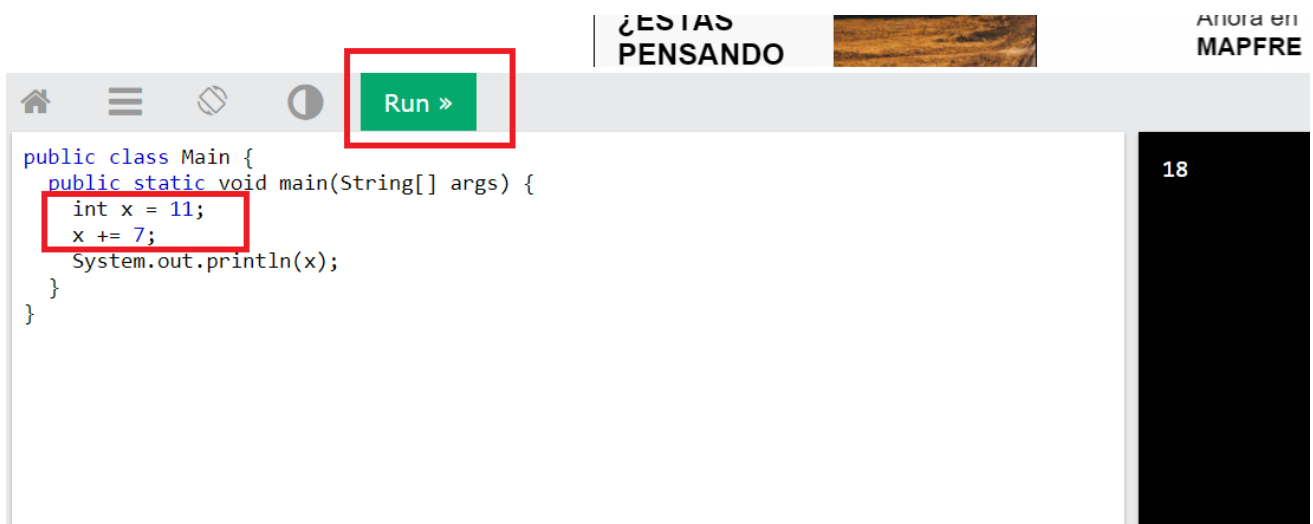 ¿ESTÁS
PENSANDO
Ahora en
MAPFRE
Run »
public class Main {
  public static void main(String[] args) {
    int x = 11;
    x += 7;
    System.out.println(x);
  }
}
18